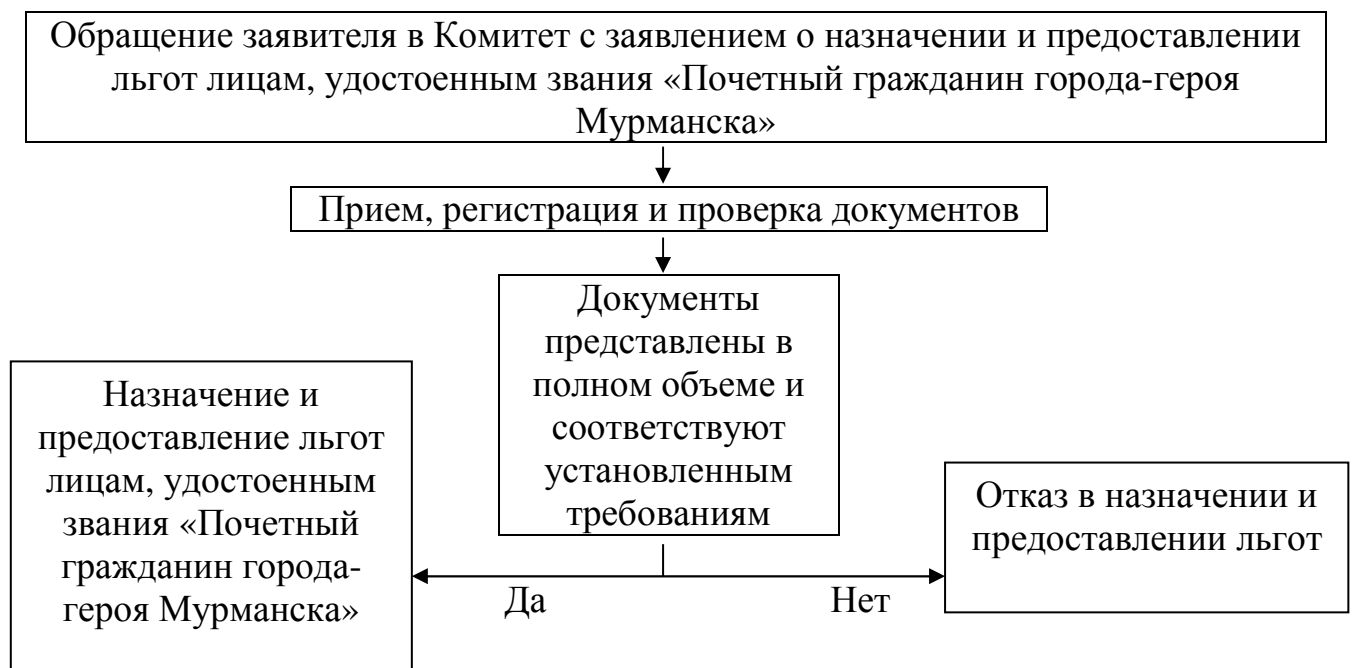 Обращение заявителя в Комитет с заявлением о назначении и предоставлении
льгот лицам, удостоенным звания «Почетный гражданин города-героя
Мурманска»
Прием, регистрация и проверка документов
Документы
представлены в
полном объеме и
соответствуют
установленным
требованиям
Назначение и
предоставление льгот
лицам, удостоенным
звания «Почетный
гражданин города-
героя Мурманска»
Отказ в назначении и
предоставлении льгот
Да
Нет